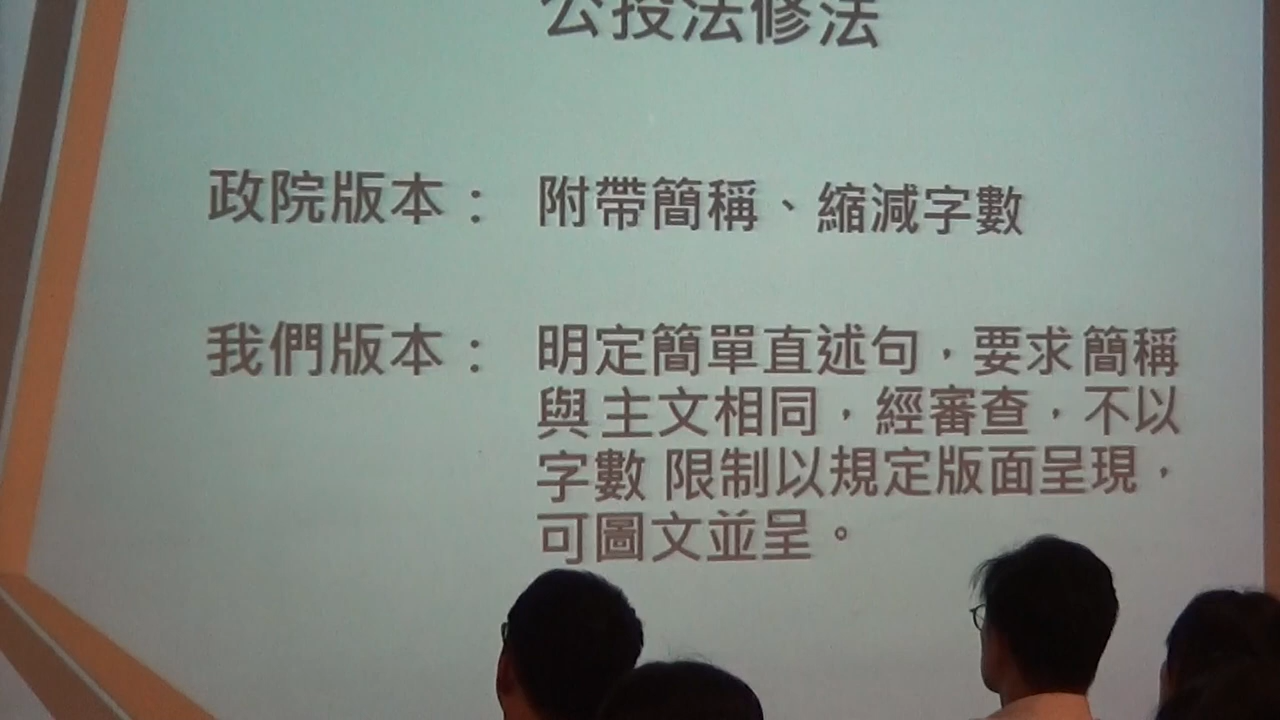 公投法修法
政院版本： 附帶簡稱、縮減字數
我們版本： 明定簡單直述句，要求簡稱
與主文相同，經審查，不以
字數 限制以規定版面呈現，
可圖文並呈。